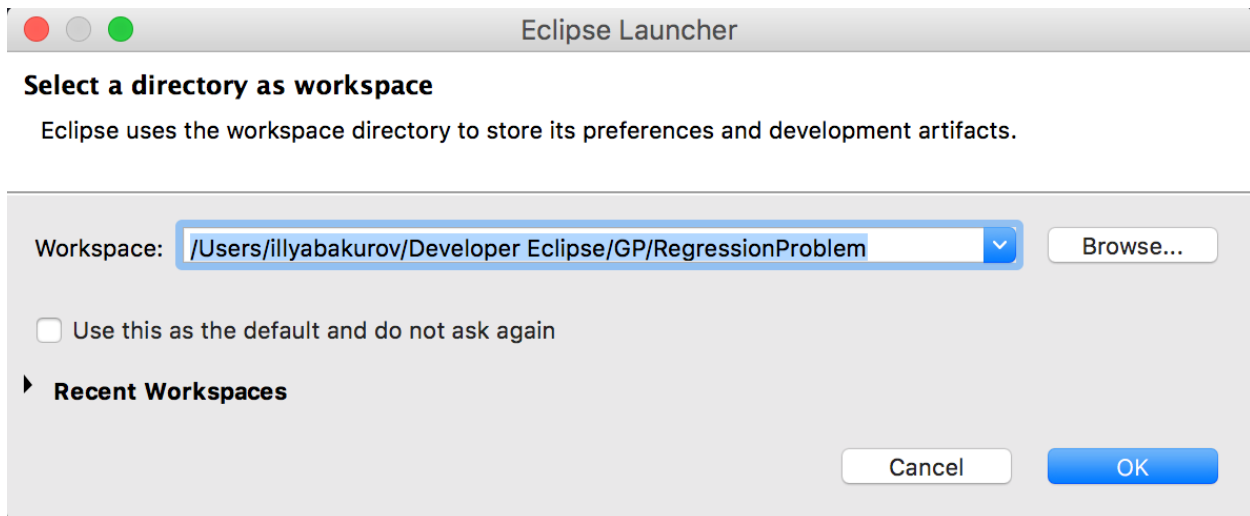 Eclipse Launcher
Select a directory as workspace
Eclipse uses the workspace directory to store its preferences and development artifacts.
Workspace: /Users/illyabakurov/Developer Eclipse/GP/RegressionProblem Browse...
Use this as the default and do not ask again
Recent Workspaces
Cancel OK